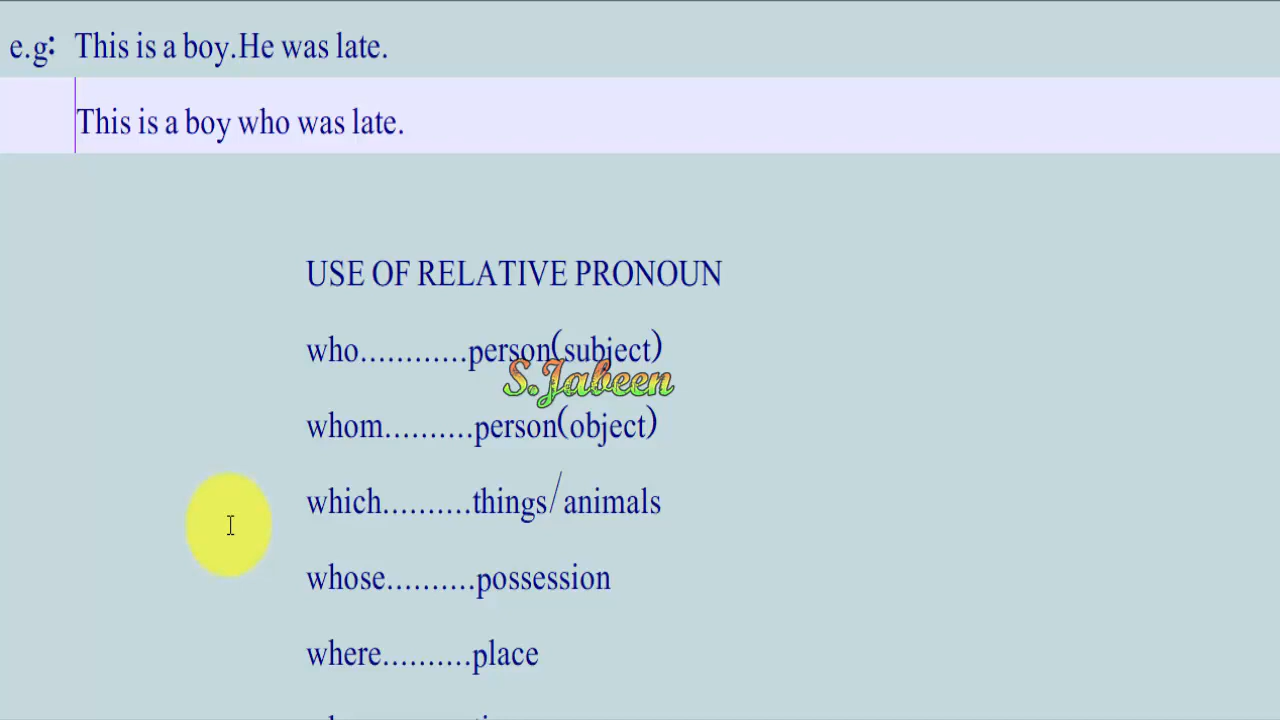 e.g: This is a boy.He was late.
This is a boy who was late.
USE OF RELATIVE PRONOUN
who............person(subject)
S.Jabeen
whom..........person(object)
which..........things/animals
whose..........possession
where..........place